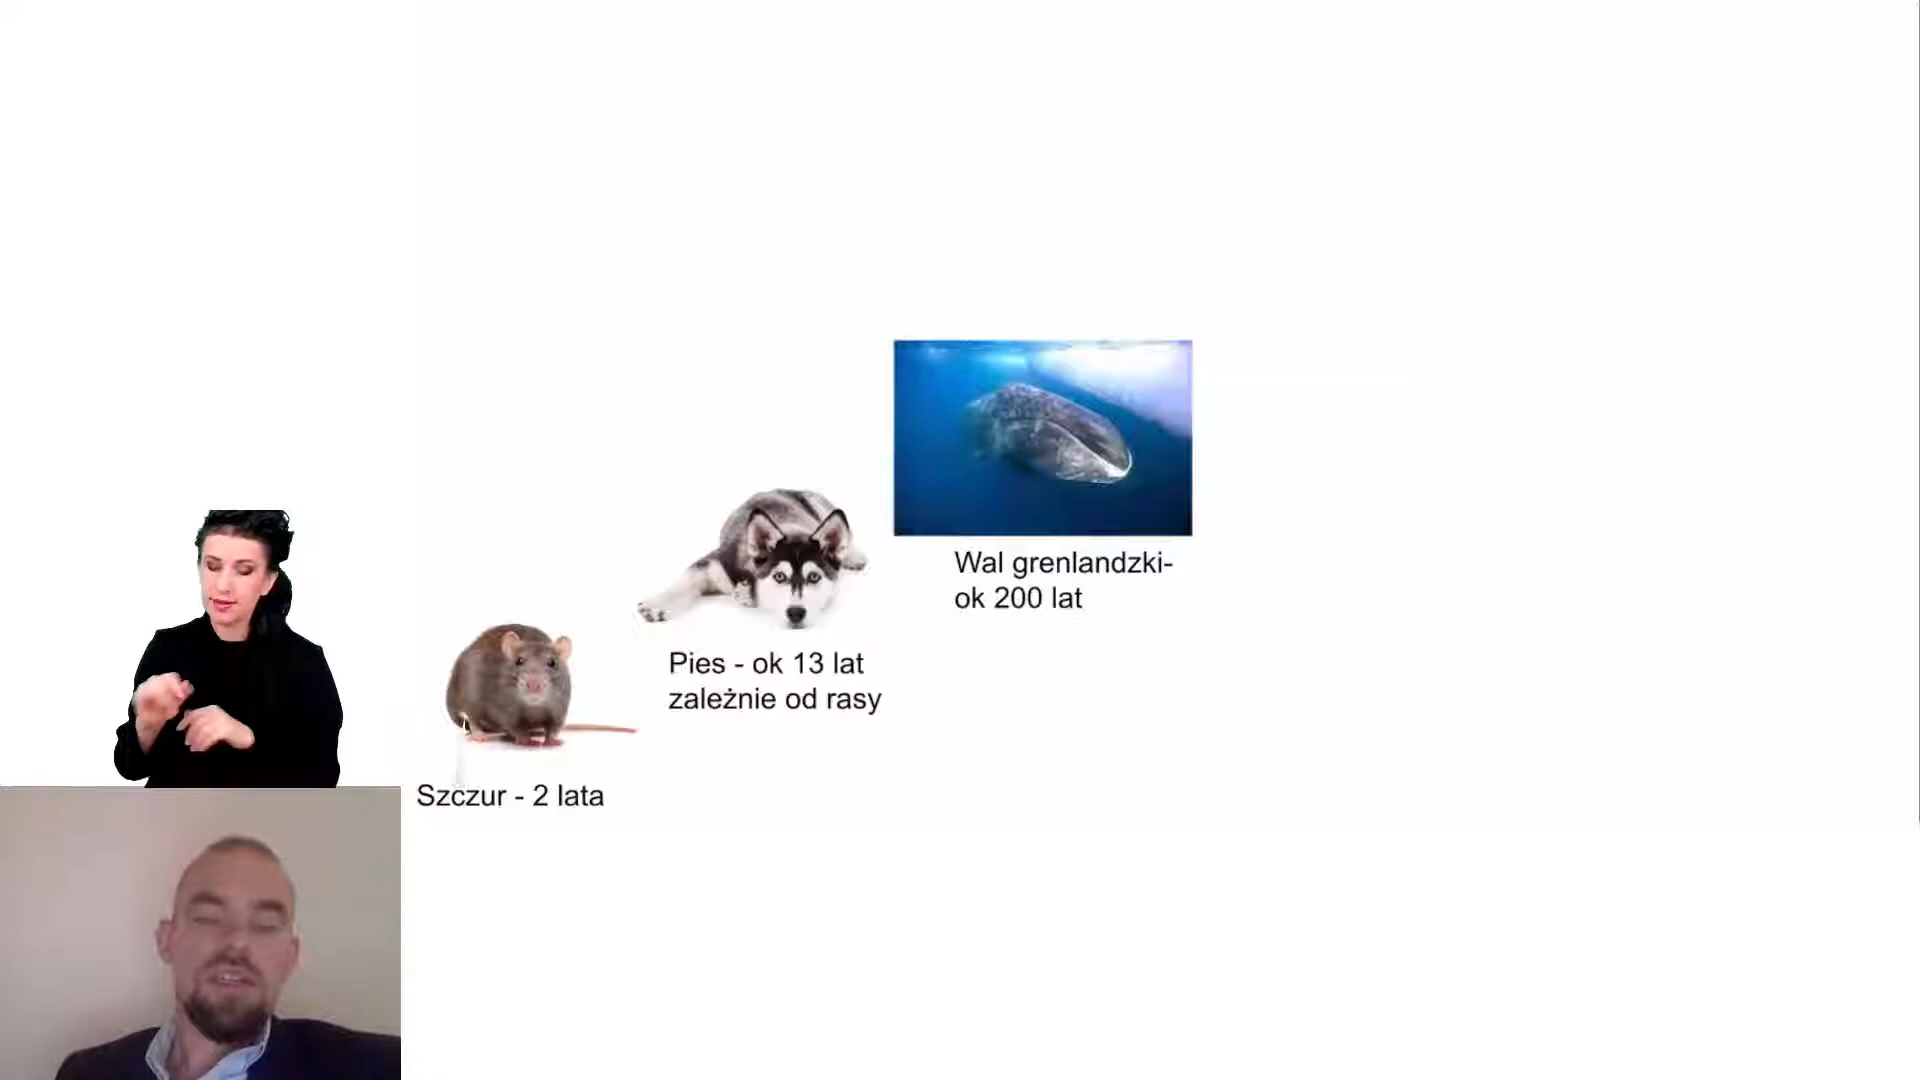 Wal grenlandzki-
ok 200 lat
Pies - ok 13 lat
zależnie od rasy
Szczur - 2 lata